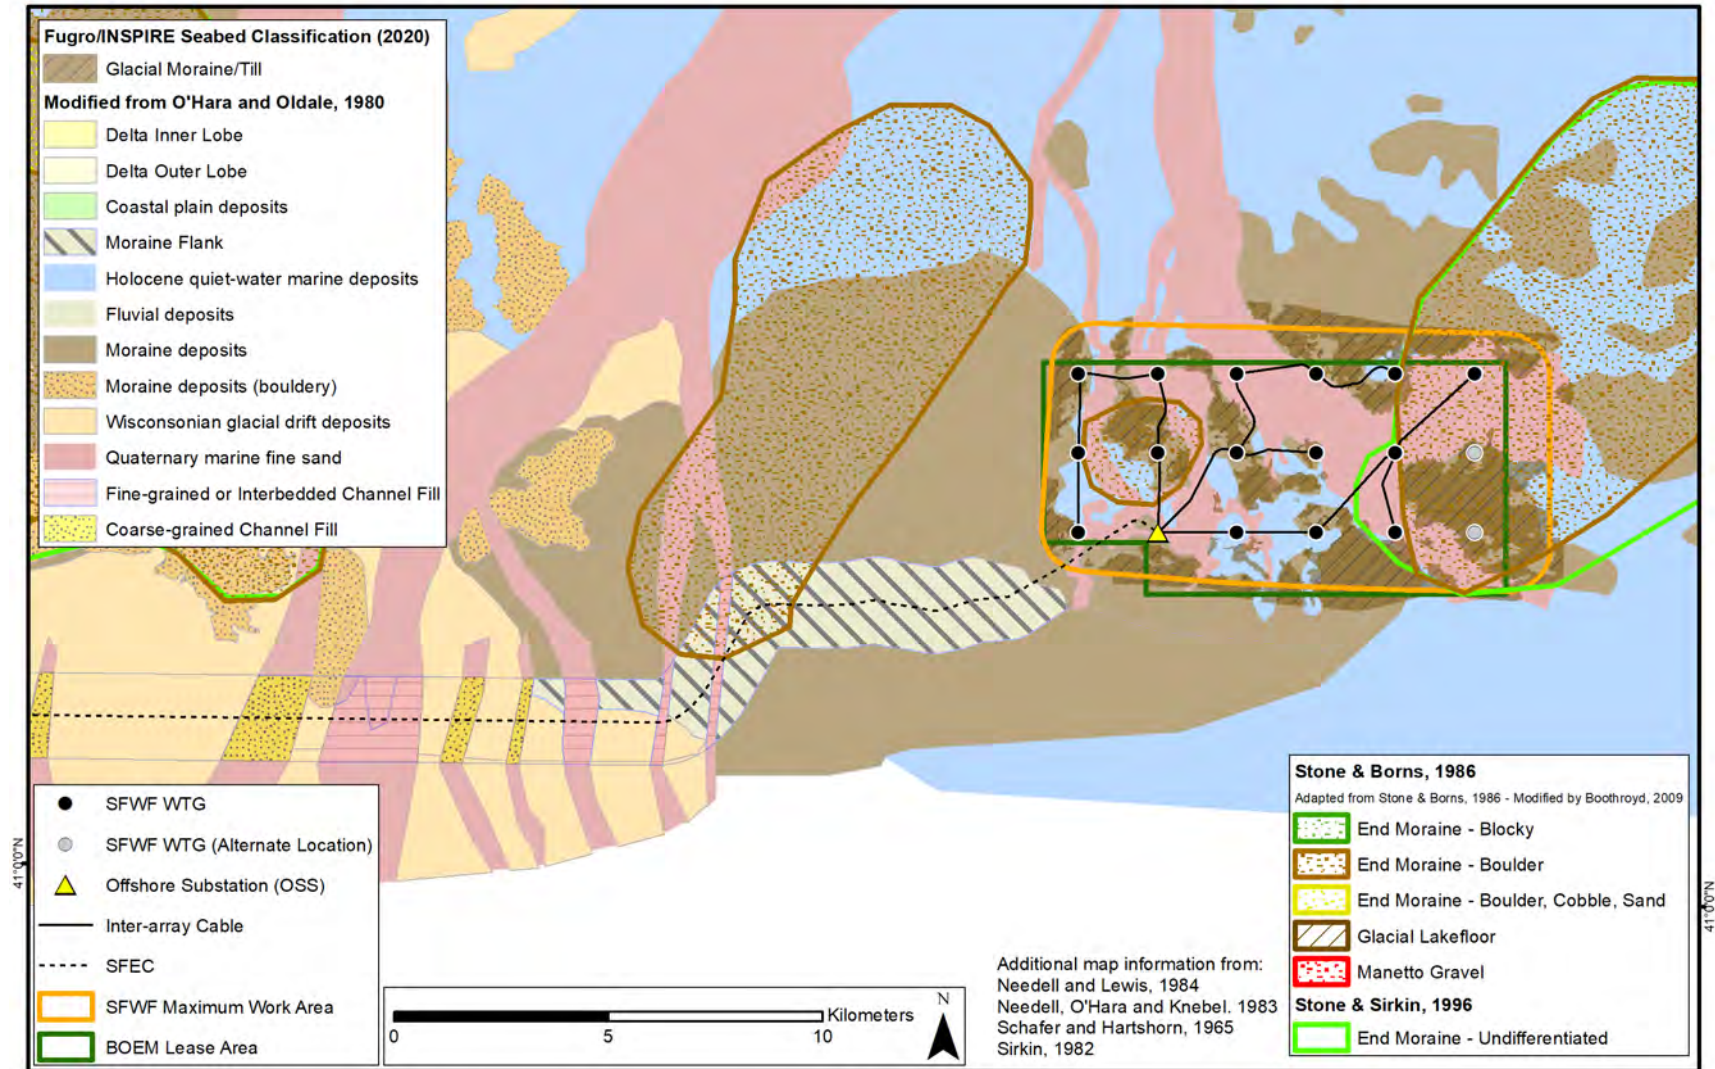 Fugro/INSPIRE Seabed Classification (2020)
Glacial Moraine/Till
Modified from O'Hara and Oldale, 1980
Delta Inner Lobe
Delta Outer Lobe
Coastal plain deposits
Moraine Flank
Holocene quiet-water marine deposits
Fluvial deposits
Moraine deposits
Moraine deposits (bouldery)
Wisconsonian glacial drift deposits
Quaternary marine fine sand
Fine-grained or Interbedded Channel Fill
Coarse-grained Channel Fill
SFWF WTG
SFWF WTG (Alternate Location)
Offshore Substation (OSS)
Inter-array Cable
SFEC
SFWF Maximum Work Area
BOEM Lease Area
41°0'0"N
0 5 10 Kilometers
N
Additional map information from:
Needell and Lewis, 1984
Needell, O'Hara and Knebel. 1983
Schafer and Hartshorn, 1965
Sirkin, 1982
Stone & Borns, 1986
Adapted from Stone & Borns, 1986 - Modified by Boothroyd, 2009
End Moraine - Blocky
End Moraine - Boulder
End Moraine - Boulder, Cobble, Sand
Glacial Lakefloor
Manetto Gravel
Stone & Sirkin, 1996
End Moraine - Undifferentiated
41°0'0"N